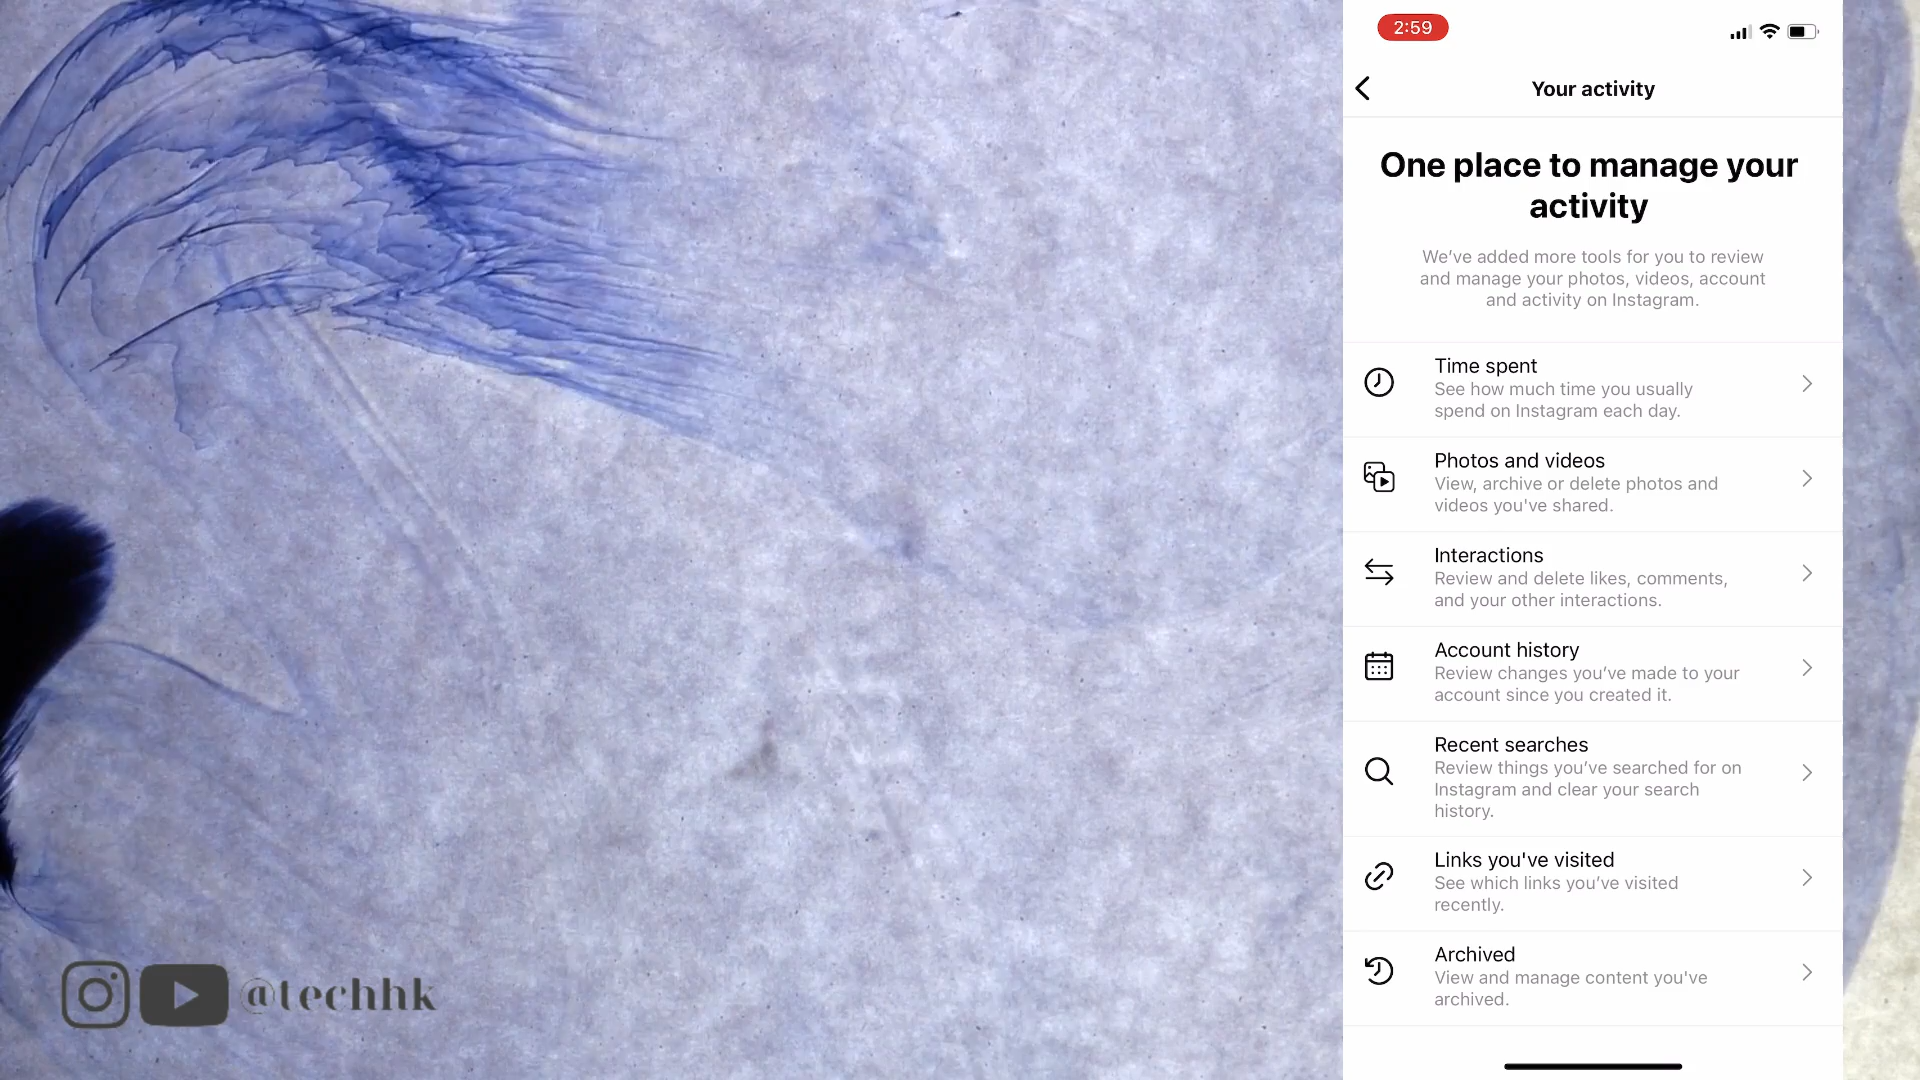 2:59
Your activity
One place to manage your
activity
We’ve added more tools for you to review
and manage your photos, videos, account
and activity on Instagram.
Time spent
See how much time you usually
spend on Instagram each day.
Photos and videos
View, archive or delete photos and
videos you've shared.
Interactions
Review and delete likes, comments,
and your other interactions.
Account history
Review changes you’ve made to your
account since you created it.
Recent searches
Review things you’ve searched for on
Instagram and clear your search
history.
Links you've visited
See which links you’ve visited
recently.
Archived
View and manage content you've
archived.
@techhk